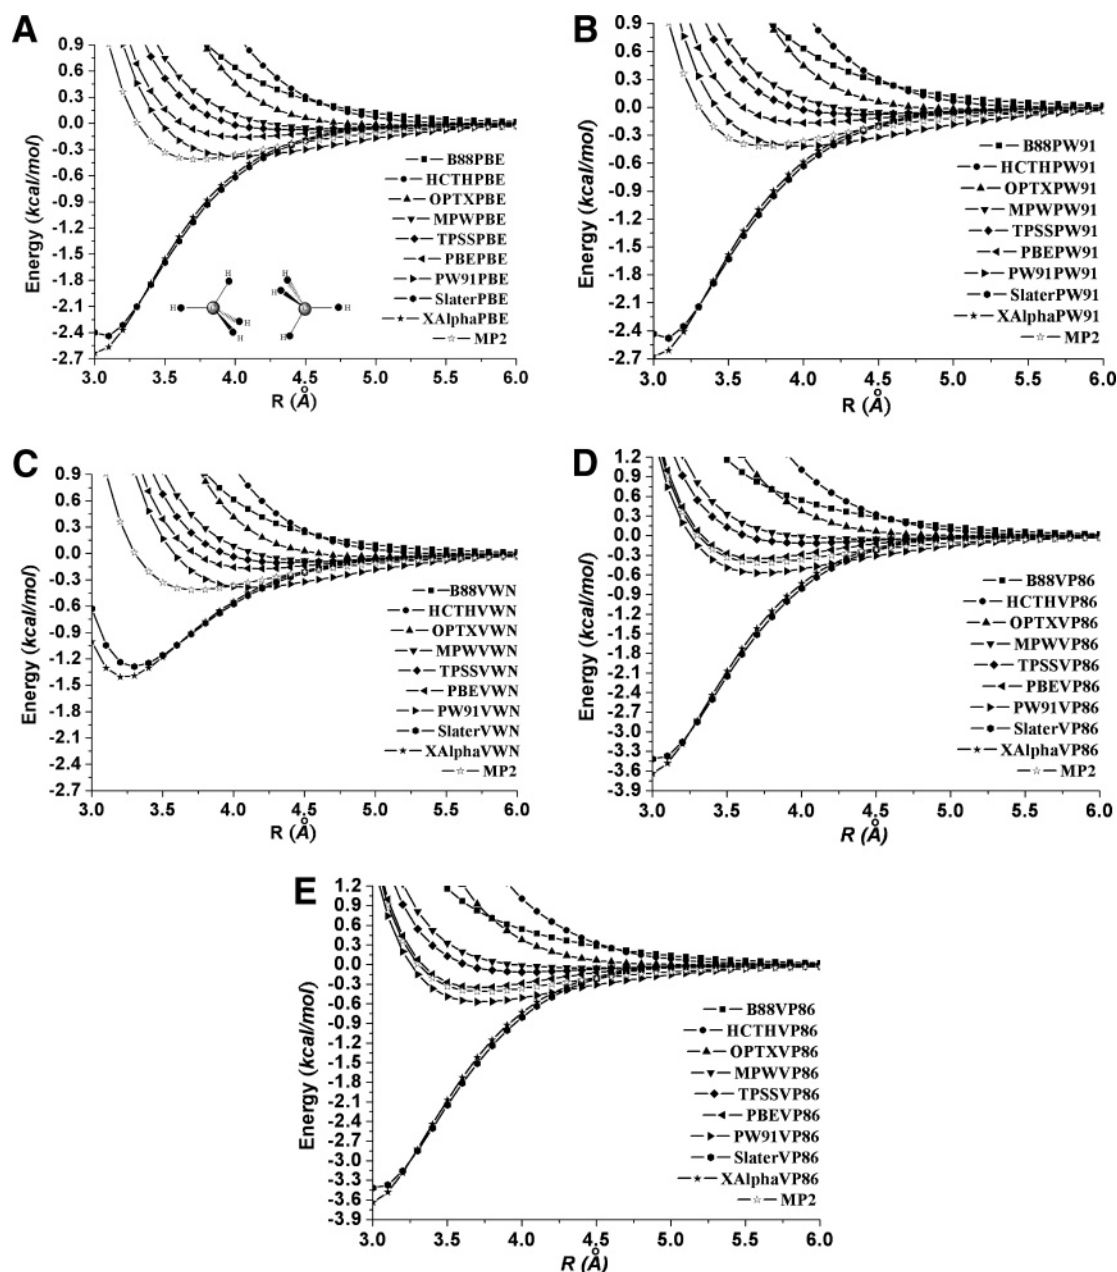 A
0.9
0.6
0.3
0.0
-0.3
-0.6
-0.9
-1.2
-1.5
-1.8
-2.1
-2.4
-2.7
Energy (kcal/mol)
B88PBE
HCTHPBE
OPTXPBE
MPWPBE
TPSSPBE
PBEPBE
PW91PBE
SlaterPBE
XAlphaPBE
MP2
H
H
H
H
H
H
H
H
3.0 3.5 4.0 4.5 5.0 5.5 6.0
R (Å)
B
0.9
0.6
0.3
0.0
-0.3
-0.6
-0.9
-1.2
-1.5
-1.8
-2.1
-2.4
-2.7
Energy (kcal/mol)
B88PW91
HCTHPW91
OPTXPW91
MPWPW91
TPSSPW91
PBEPW91
PW91PW91
SlaterPW91
XAlphaPW91
MP2
3.0 3.5 4.0 4.5 5.0 5.5 6.0
R (Å)
C
0.9
0.6
0.3
0.0
-0.3
-0.6
-0.9
-1.2
-1.5
-1.8
-2.1
-2.4
-2.7
Energy (kcal/mol)
B88VWN
HCTHVWN
OPTXVWN
MPWVWN
TPSSVWN
PBEVWN
PW91VWN
SlaterVWN
XAlphaVWN
MP2
3.0 3.5 4.0 4.5 5.0 5.5 6.0
R (Å)
D
1.2
0.9
0.6
0.3
0.0
-0.3
-0.6
-0.9
-1.2
-1.5
-1.8
-2.1
-2.4
-2.7
-3.0
-3.3
-3.6
-3.9
Energy (kcal/mol)
B88VP86
HCTHVP86
OPTXVP86
MPWVP86
TPSSVP86
PBEVP86
PW91VP86
SlaterVP86
XAlphaVP86
MP2
3.0 3.5 4.0 4.5 5.0 5.5 6.0
R (Å)
E
1.2
0.9
0.6
0.3
0.0
-0.3
-0.6
-0.9
-1.2
-1.5
-1.8
-2.1
-2.4
-2.7
-3.0
-3.3
-3.6
-3.9
Energy (kcal/mol)
B88VP86
HCTHVP86
OPTXVP86
MPWVP86
TPSSVP86
PBEVP86
PW91VP86
SlaterVP86
XAlphaVP86
MP2
3.0 3.5 4.0 4.5 5.0 5.5 6.0
R (Å)